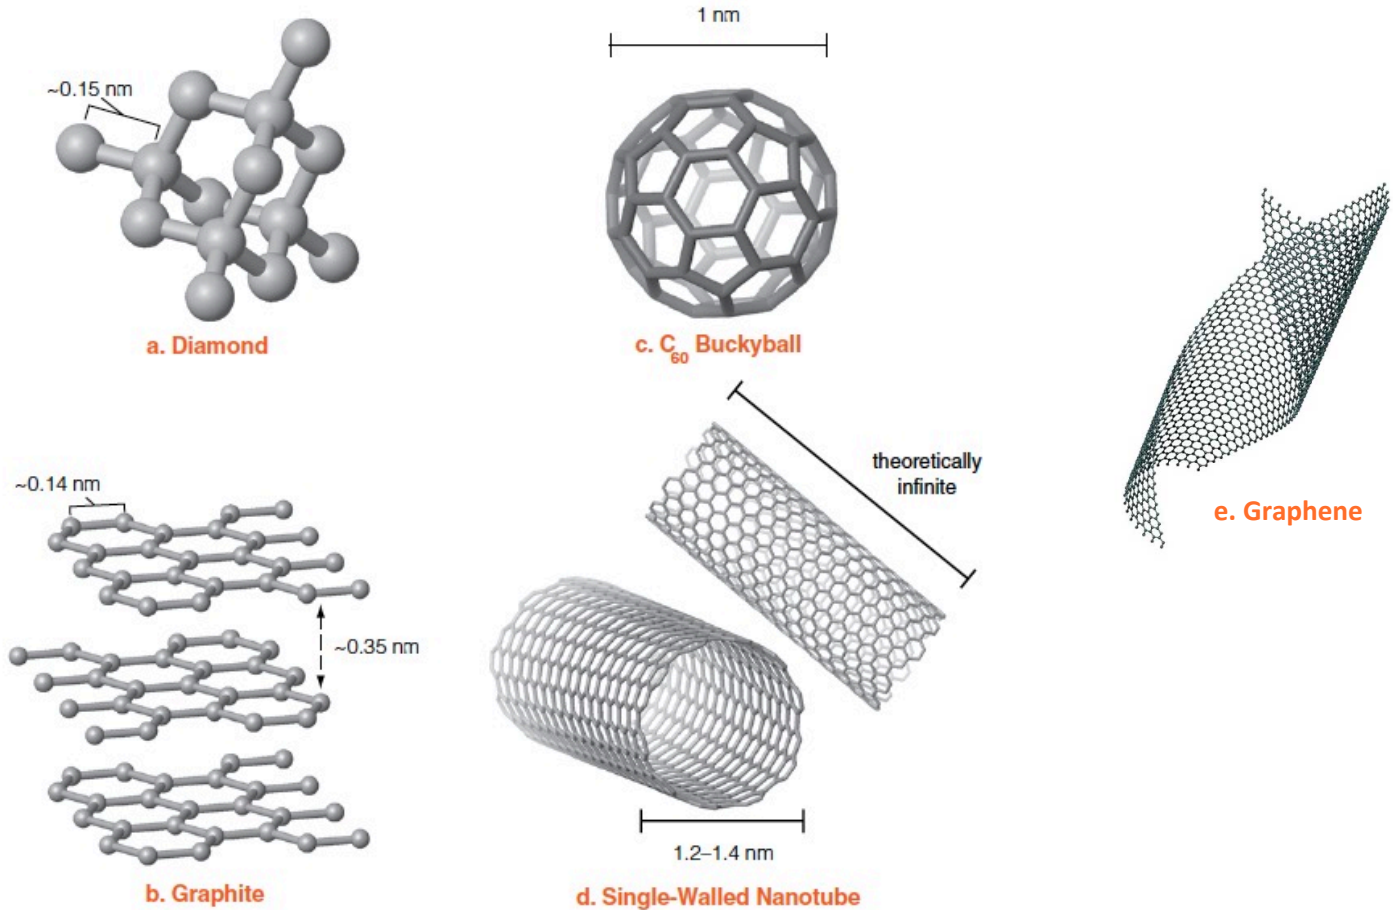 ~0.15 nm
a. Diamond
1 nm
c. C60 Buckyball
~0.14 nm
~0.35 nm
b. Graphite
theoretically
infinite
1.2–1.4 nm
d. Single-Walled Nanotube
e. Graphene